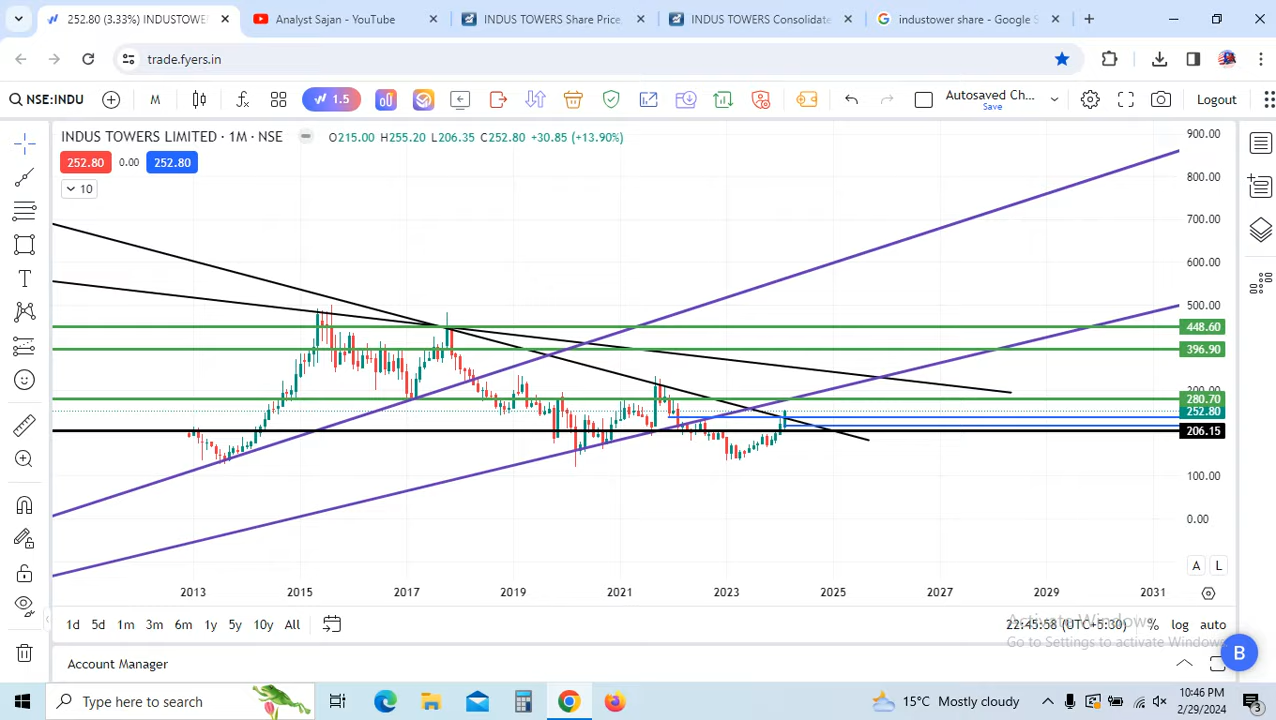 252.80 (3.33%) INDUSTOWE
Analyst Sajan - YouTube
INDUS TOWERS Share Price,
INDUS TOWERS Consolidate
industower share - Google S
trade.fyers.in
NSE:INDU
M
1.5
Autosaved Ch...
Save
Logout
INDUS TOWERS LIMITED · 1M · NSE
O215.00 H255.20 L206.35 C252.80 +30.85 (+13.90%)
252.80 0.00 252.80
10
900.00
800.00
700.00
600.00
500.00
448.60
396.90
280.70
252.80
206.15
100.00
0.00
A L
2013 2015 2017 2019 2021 2023 2025 2027 2029 2031
1d 5d 1m 3m 6m 1y 5y 10y All
22:45:58 (UTC+5:30) % log auto
Activate Windows
Go to Settings to activate Windows.
B
Account Manager
Type here to search
15°C Mostly cloudy
10:46 PM
2/29/2024
3